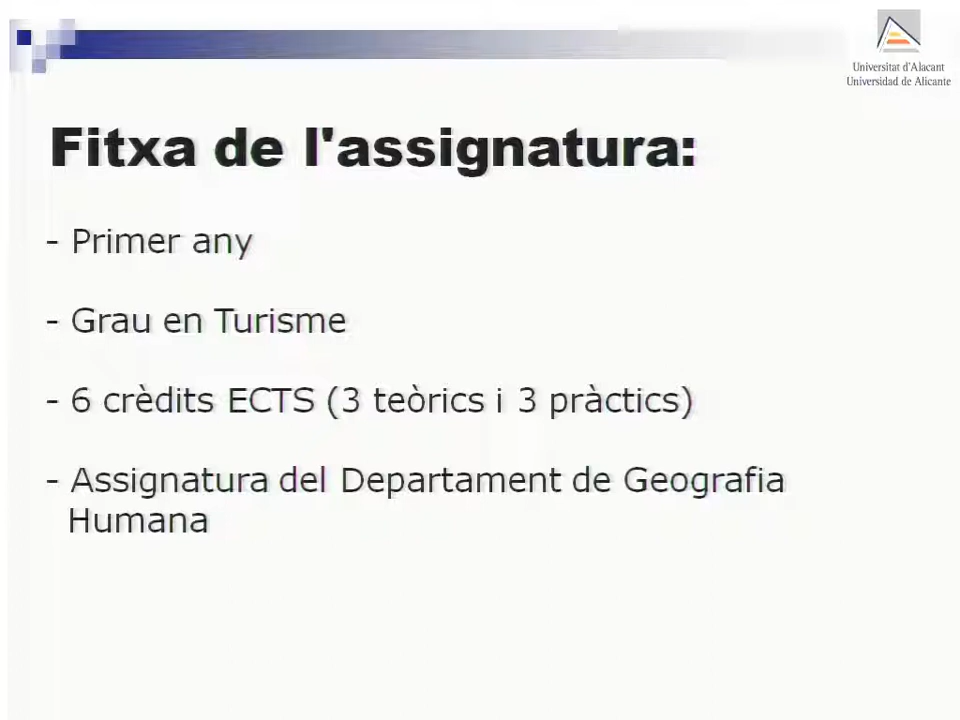 Universitat d'Alacant
Universidad de Alicante
Fitxa de l'assignatura:
- Primer any
- Grau en Turisme
- 6 crèdits ECTS (3 teòrics i 3 pràctics)
- Assignatura del Departament de Geografia
Humana